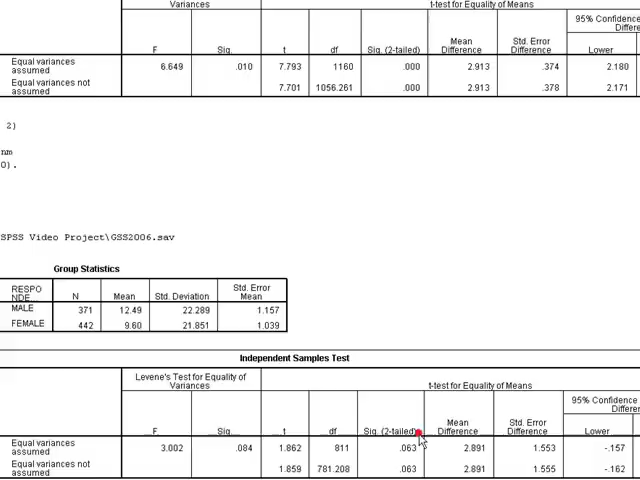 Variances
t-test for Equality of Means
95% Confidenc
Differe
F
Sig.
t
df
Sig. (2-tailed)
Mean
Difference
Std. Error
Difference
Lower
Equal variances
assumed
6.649
.010
7.793
1160
.000
2.913
.374
2.180
Equal variances not
assumed
7.701
1056.261
.000
2.913
.378
2.171
2)
nm
0).
SPSS Video Project\GSS2006.sav
Group Statistics
RESPO
NDE...
N
Mean
Std. Deviation
Std. Error
Mean
MALE
371
12.49
22.289
1.157
FEMALE
442
9.60
21.851
1.039
Independent Samples Test
Levene's Test for Equality of
Variances
t-test for Equality of Means
95% Confidence
Differe
F
Sig.
t
df
Sig. (2-tailed)
Mean
Difference
Std. Error
Difference
Lower
Equal variances
assumed
3.002
.084
1.862
811
.063
2.891
1.553
-.157
Equal variances not
assumed
1.859
781.208
.063
2.891
1.555
-.162